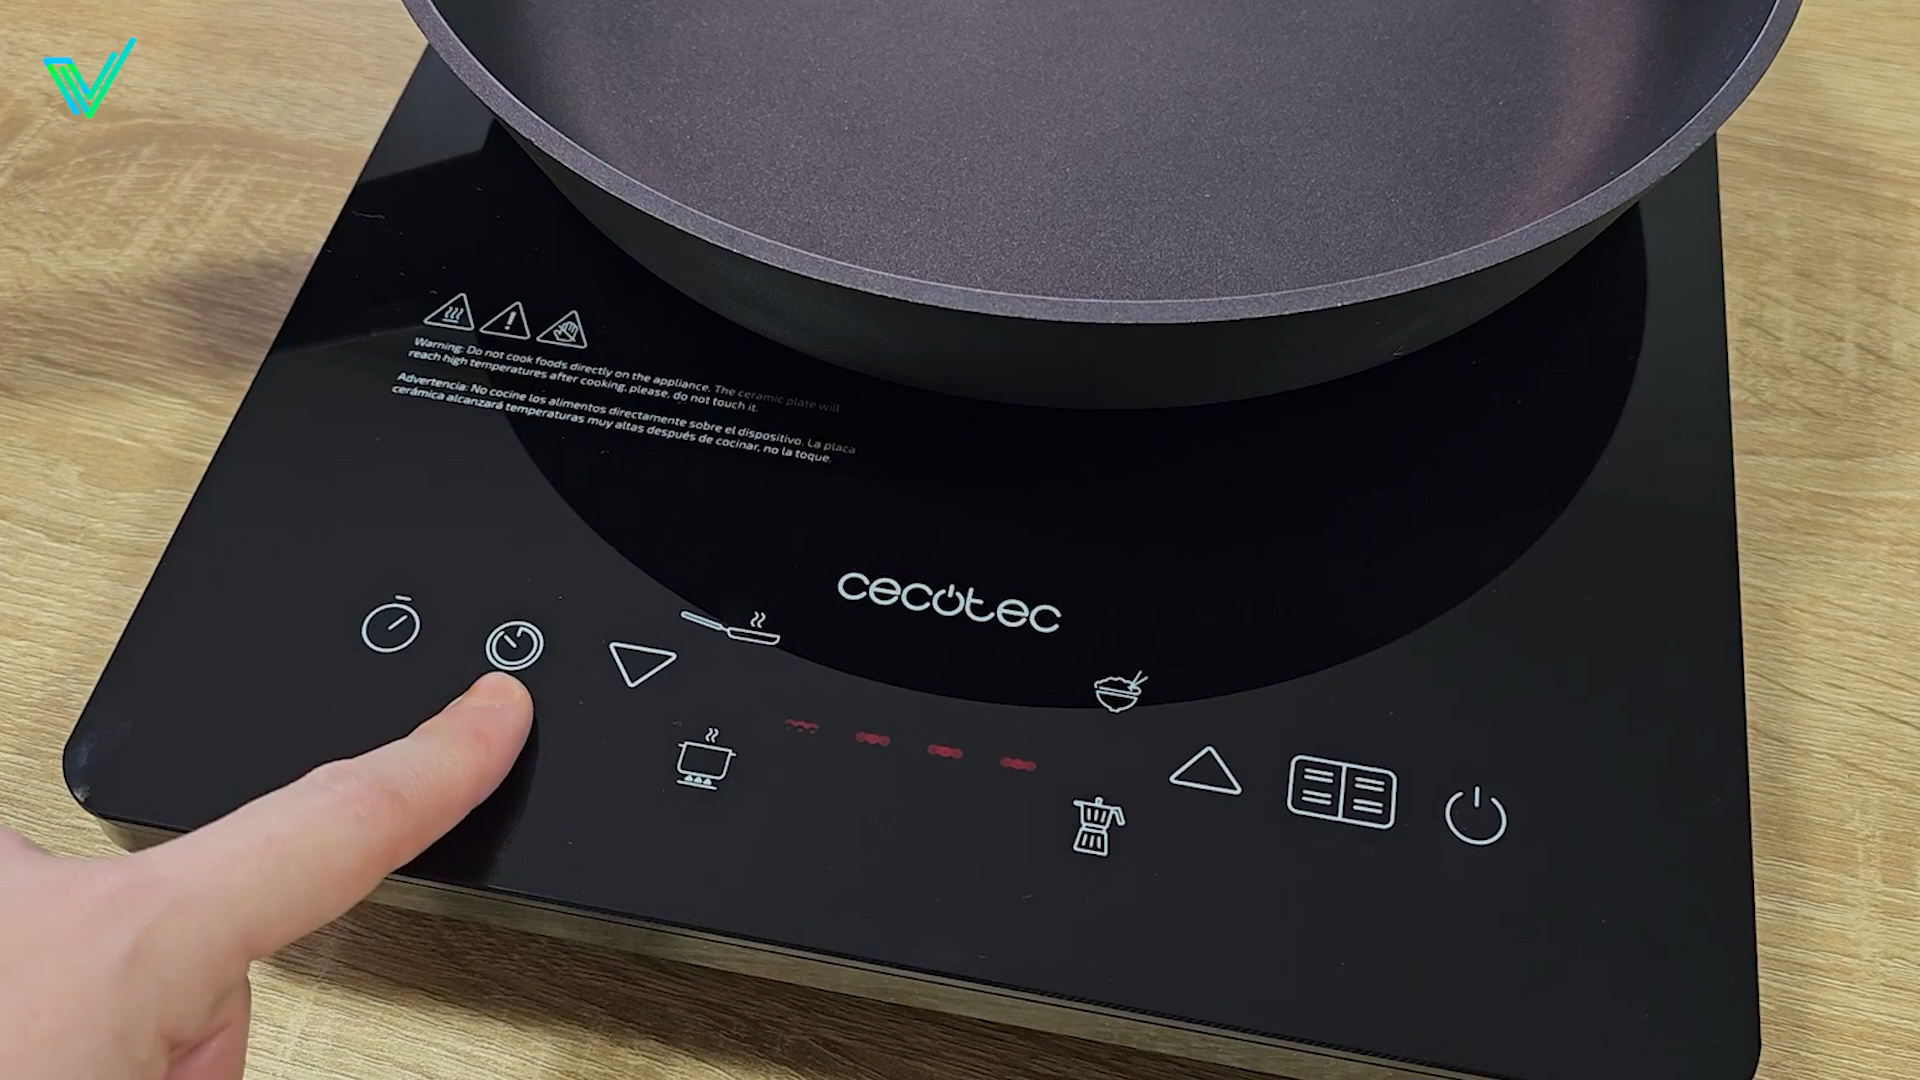 Warning: Do not cook foods directly on the appliance. The ceramic plate will
reach high temperatures after cooking, please, do not touch it.
Advertencia: No cocine los alimentos directamente sobre el dispositivo. La placa
cerámica alcanzará temperaturas muy altas después de cocinar, no la toque.
cecotec